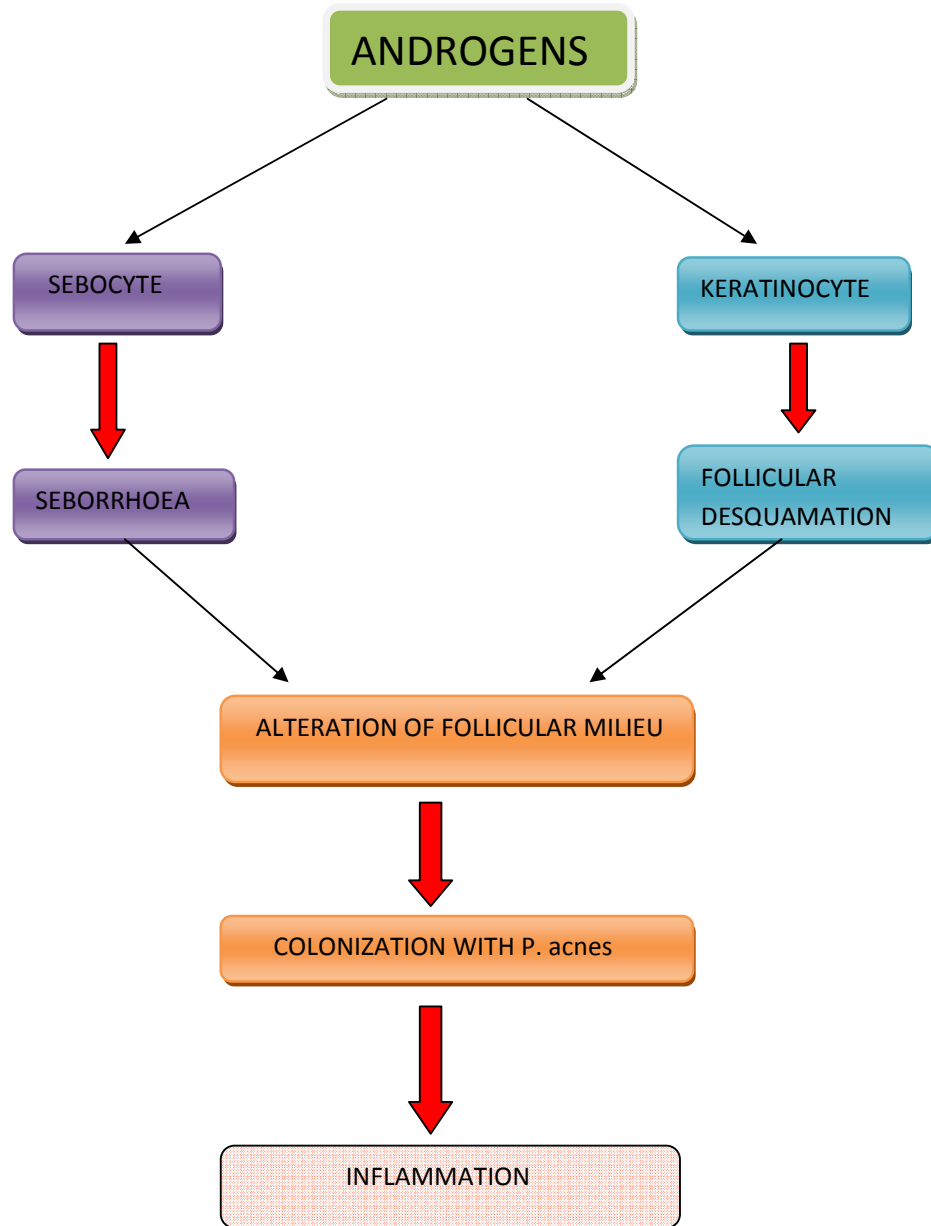 ANDROGENS
SEBOCYTE
KERATINOCYTE
SEBORRHOEA
FOLLICULAR
DESQUAMATION
ALTERATION OF FOLLICULAR MILIEU
COLONIZATION WITH P. acnes
INFLAMMATION